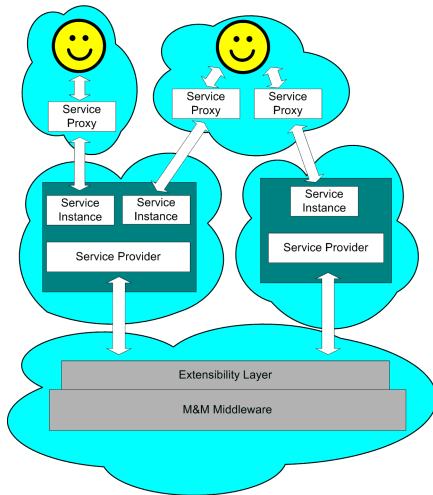 Service
Proxy
Service
Proxy
Service
Proxy
Service
Instance
Service
Instance
Service
Instance
Service Provider
Service Provider
Extensibility Layer
M&M Middleware